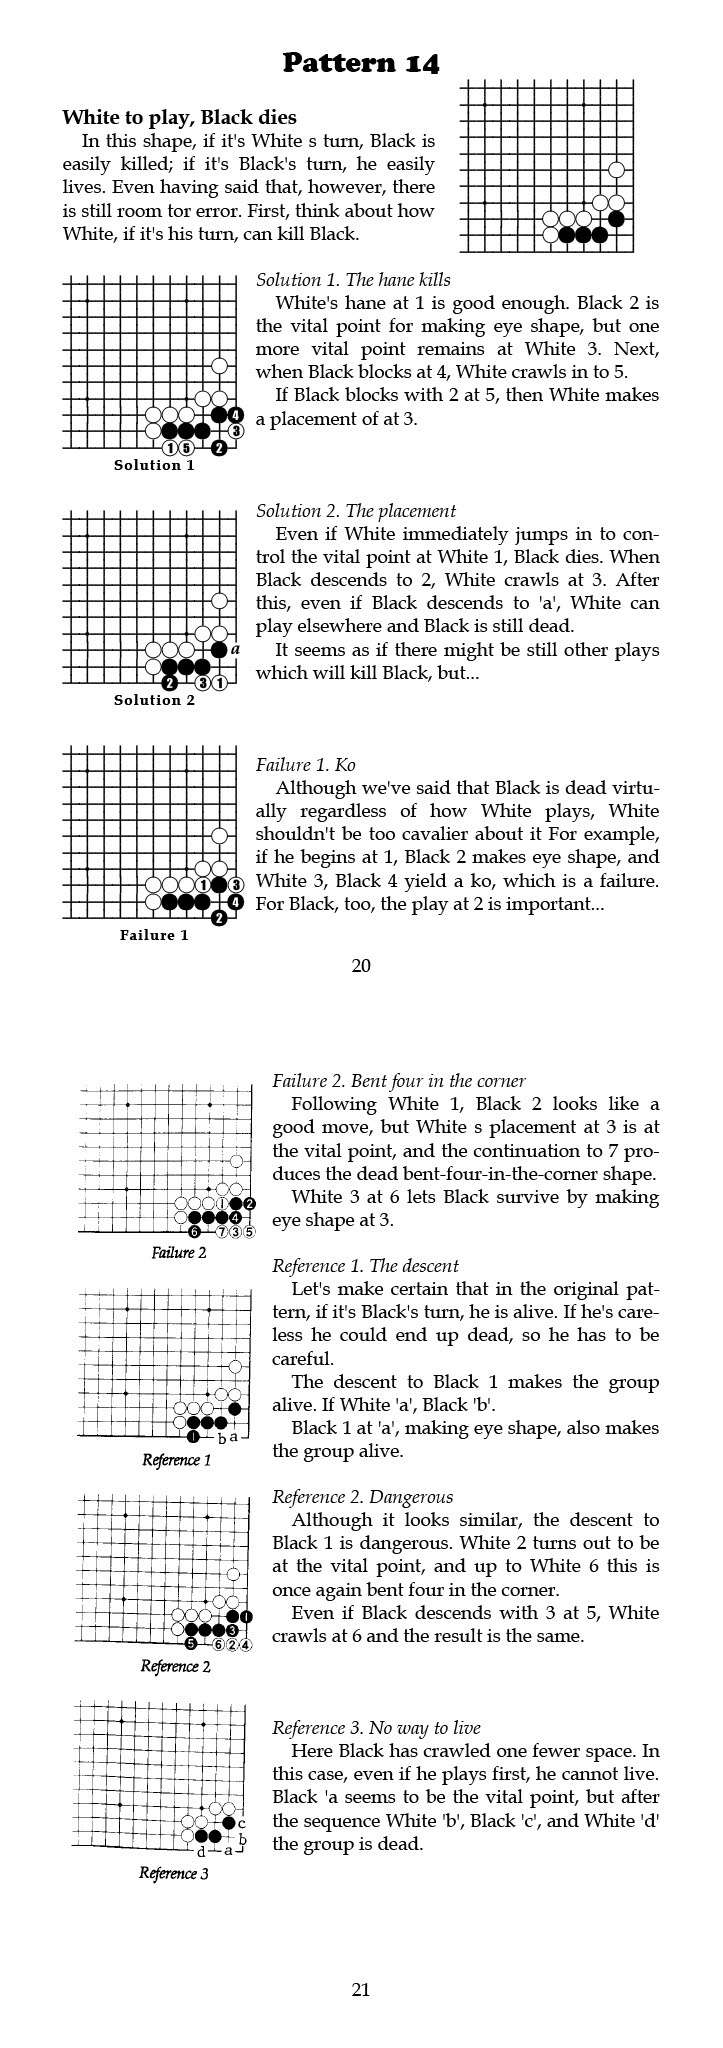 Pattern 14
White to play, Black dies
In this shape, if it's White s turn, Black is
easily killed; if it's Black's turn, he easily
lives. Even having said that, however, there
is still room tor error. First, think about how
White, if it's his turn, can kill Black.
Solution 1. The hane kills
White's hane at 1 is good enough. Black 2 is
the vital point for making eye shape, but one
more vital point remains at White 3. Next,
when Black blocks at 4, White crawls in to 5.
If Black blocks with 2 at 5, then White makes
a placement of at 3.
4
3
1 5 2
Solution 1
Solution 2. The placement
Even if White immediately jumps in to con-
trol the vital point at White 1, Black dies. When
Black descends to 2, White crawls at 3. After
this, even if Black descends to 'a', White can
play elsewhere and Black is still dead.
It seems as if there might be still other plays
which will kill Black, but...
a
2 3 1
Solution 2
Failure 1. Ko
Although we've said that Black is dead virtu-
ally regardless of how White plays, White
shouldn't be too cavalier about it For example,
if he begins at 1, Black 2 makes eye shape, and
White 3, Black 4 yield a ko, which is a failure.
For Black, too, the play at 2 is important...
1 3
4
2
Failure 1
20
Failure 2. Bent four in the corner
Following White 1, Black 2 looks like a
good move, but White s placement at 3 is at
the vital point, and the continuation to 7 pro-
duces the dead bent-four-in-the-corner shape.
White 3 at 6 lets Black survive by making
eye shape at 3.
1 2
4
6 7 3 5
Failure 2
Reference 1. The descent
Let's make certain that in the original pat-
tern, if it's Black's turn, he is alive. If he's care-
less he could end up dead, so he has to be
careful.
The descent to Black 1 makes the group
alive. If White 'a', Black 'b'.
Black 1 at 'a', making eye shape, also makes
the group alive.
1 b a
Reference 1
Reference 2. Dangerous
Although it looks similar, the descent to
Black 1 is dangerous. White 2 turns out to be
at the vital point, and up to White 6 this is
once again bent four in the corner.
Even if Black descends with 3 at 5, White
crawls at 6 and the result is the same.
1
3
5 6 2 4
Reference 2
Reference 3. No way to live
Here Black has crawled one fewer space. In
this case, even if he plays first, he cannot live.
Black 'a seems to be the vital point, but after
the sequence White 'b', Black 'c', and White 'd'
the group is dead.
c
b
d a
Reference 3
21